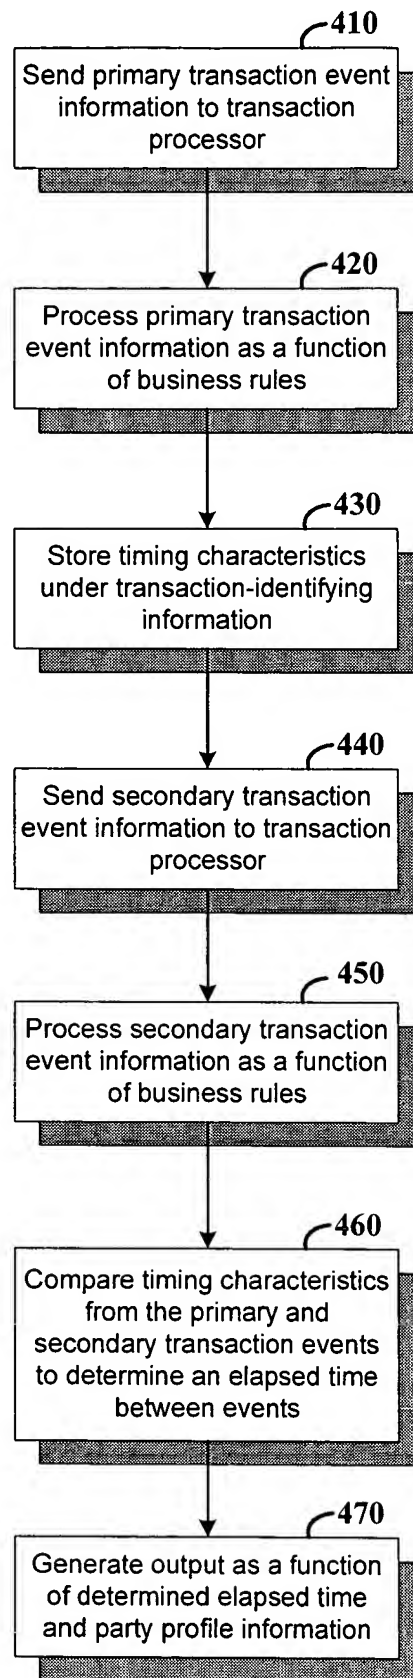 410
Send primary transaction event
information to transaction
processor
420
Process primary transaction
event information as a function
of business rules
430
Store timing characteristics
under transaction-identifying
information
440
Send secondary transaction
event information to transaction
processor
450
Process secondary transaction
event information as a function
of business rules
460
Compare timing characteristics
from the primary and
secondary transaction events
to determine an elapsed time
between events
470
Generate output as a function
of determined elapsed time
and party profile information